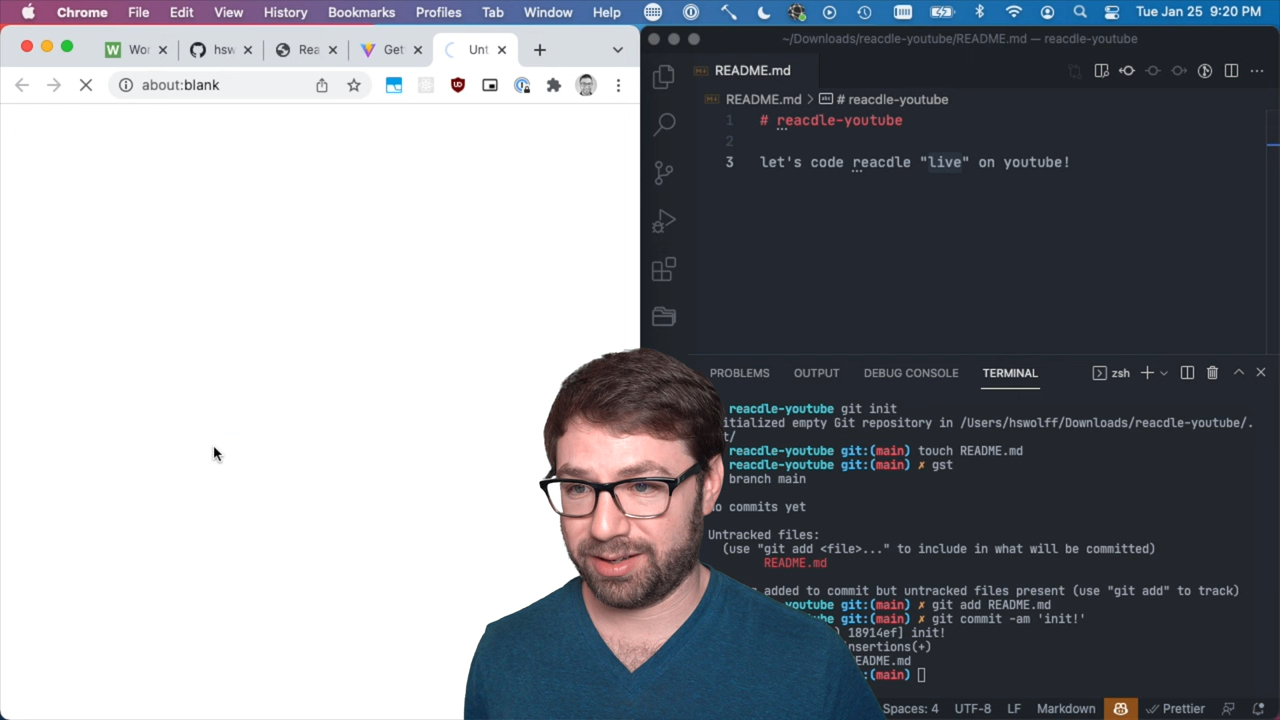 Chrome File Edit View History Bookmarks Profiles Tab Window Help Tue Jan 25 9:20 PM
Wor hsw Rea Get Unt
about:blank
~/Downloads/reacdle-youtube/README.md — reacdle-youtube
README.md
README.md > # reacdle-youtube
1 # reacdle-youtube
2
3 let's code reacdle "live" on youtube!
PROBLEMS OUTPUT DEBUG CONSOLE TERMINAL zsh
reacdle-youtube git init
itialized empty Git repository in /Users/hswolff/Downloads/reacdle-youtube/.
t/
reacdle-youtube git:(main) touch README.md
reacdle-youtube git:(main) ✗ gst
branch main
o commits yet
Untracked files:
(use "git add <file>..." to include in what will be committed)
README.md
added to commit but untracked files present (use "git add" to track)
youtube git:(main) ✗ git add README.md
git:(main) ✗ git commit -am 'init!'
) 18914ef] init!
nsertions(+)
EADME.md
:(main)
Spaces: 4 UTF-8 LF Markdown Prettier